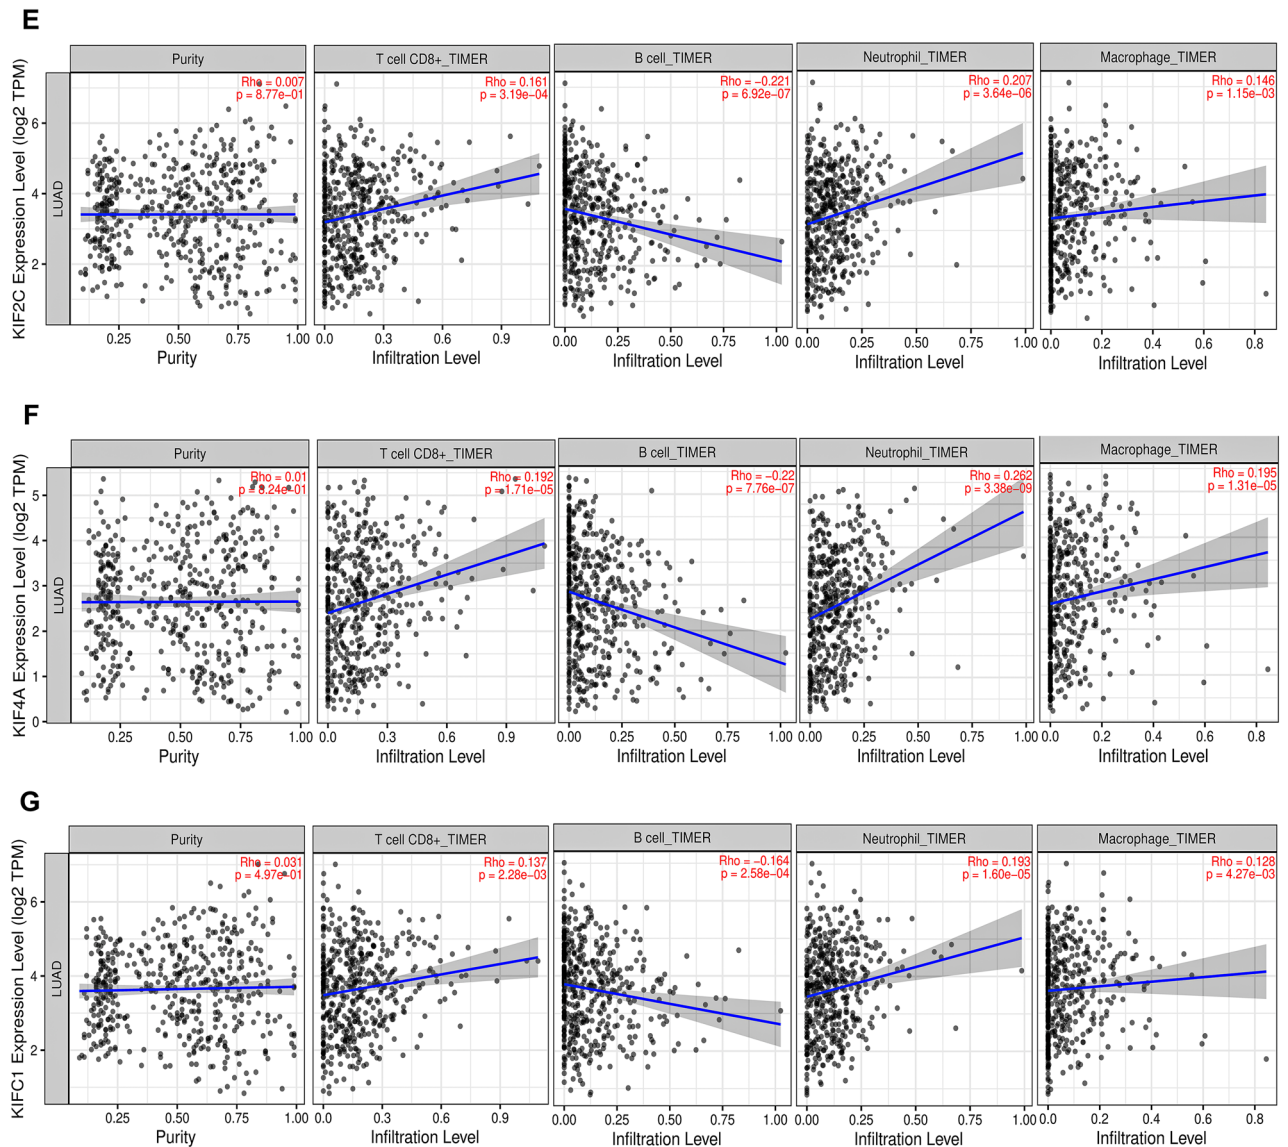 E
Purity
T cell CD8+_TIMER
B cell_TIMER
Neutrophil_TIMER
Macrophage_TIMER
KIF2C Expression Level (log2 TPM)
LUAD
Rho = 0.007
p = 8.77e−01
Rho = 0.161
p = 3.19e−04
Rho = −0.221
p = 6.92e−07
Rho = 0.207
p = 3.64e−06
Rho = 0.146
p = 1.15e−03
6
4
2
0.25 0.50 0.75 1.00
0.0 0.3 0.6 0.9
0.00 0.25 0.50 0.75 1.00
0.00 0.25 0.50 0.75 1.00
0.0 0.2 0.4 0.6 0.8
Purity
Infiltration Level
Infiltration Level
Infiltration Level
Infiltration Level
F
Purity
T cell CD8+_TIMER
B cell_TIMER
Neutrophil_TIMER
Macrophage_TIMER
KIF4A Expression Level (log2 TPM)
LUAD
Rho = 0.01
p = 8.24e−01
Rho = 0.192
p = 1.71e−05
Rho = −0.22
p = 7.76e−07
Rho = 0.262
p = 3.38e−09
Rho = 0.195
p = 1.31e−05
5
4
3
2
1
0
0.25 0.50 0.75 1.00
0.0 0.3 0.6 0.9
0.00 0.25 0.50 0.75 1.00
0.00 0.25 0.50 0.75 1.00
0.0 0.2 0.4 0.6 0.8
Purity
Infiltration Level
Infiltration Level
Infiltration Level
Infiltration Level
G
Purity
T cell CD8+_TIMER
B cell_TIMER
Neutrophil_TIMER
Macrophage_TIMER
KIFC1 Expression Level (log2 TPM)
LUAD
Rho = 0.031
p = 4.97e−01
Rho = 0.137
p = 2.28e−03
Rho = −0.164
p = 2.58e−04
Rho = 0.193
p = 1.60e−05
Rho = 0.128
p = 4.27e−03
6
4
2
0.25 0.50 0.75 1.00
0.0 0.3 0.6 0.9
0.00 0.25 0.50 0.75 1.00
0.00 0.25 0.50 0.75 1.00
0.0 0.2 0.4 0.6 0.8
Purity
Infiltration Level
Infiltration Level
Infiltration Level
Infiltration Level